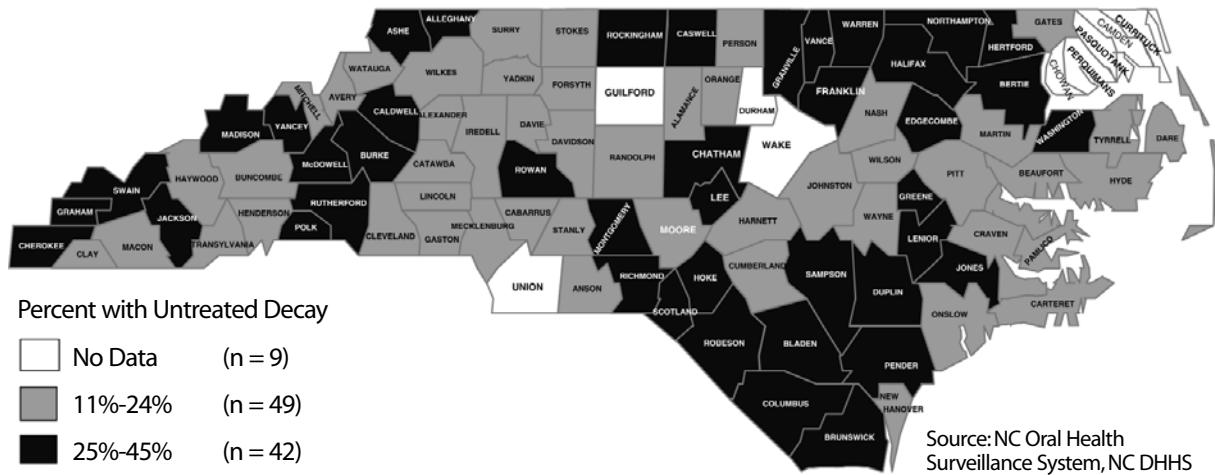 ALLEGHANY
ASHE
SURRY
STOKES
ROCKINGHAM
CASWELL
PERSON
GRANVILLE
VANCE
WARREN
NORTHAMPTON
GATES
CURRITUCK
CAMDEN
PASQUOTANK
PERQUIMANS
CHOWAN
HERTFORD
HALIFAX
BERTIE
WATAUGA
WILKES
YADKIN
FORSYTH
GUILFORD
ALAMANCE
ORANGE
DURHAM
FRANKLIN
NASH
EDGECOMBE
MARTIN
WASHINGTON
TYRRELL
DARE
MITCHELL
AVERY
CALDWELL
ALEXANDER
IREDELL
DAVIE
DAVIDSON
RANDOLPH
CHATHAM
WAKE
WILSON
PITT
BEAUFORT
HYDE
MADISON
YANCEY
McDOWELL
BURKE
CATAWBA
ROWAN
LEE
JOHNSTON
GREENE
SWAIN
HAYWOOD
BUNCOMBE
RUTHERFORD
LINCOLN
CABARRUS
STANLY
MONTGOMERY
MOORE
HARNETT
WAYNE
LENIOR
CRAVEN
PAMLICO
GRAHAM
JACKSON
HENDERSON
POLK
CLEVELAND
GASTON
MECKLENBURG
CHEROKEE
CLAY
MACON
TRANSYLVANIA
UNION
ANSON
RICHMOND
HOKE
CUMBERLAND
SAMPSON
DUPLIN
JONES
CARTERET
SCOTLAND
ROBESON
BLADEN
PENDER
ONSLOW
COLUMBUS
BRUNSWICK
NEW
HANOVER
Percent with Untreated Decay
No Data (n = 9)
11%-24% (n = 49)
25%-45% (n = 42)
Source: NC Oral Health
Surveillance System, NC DHHS